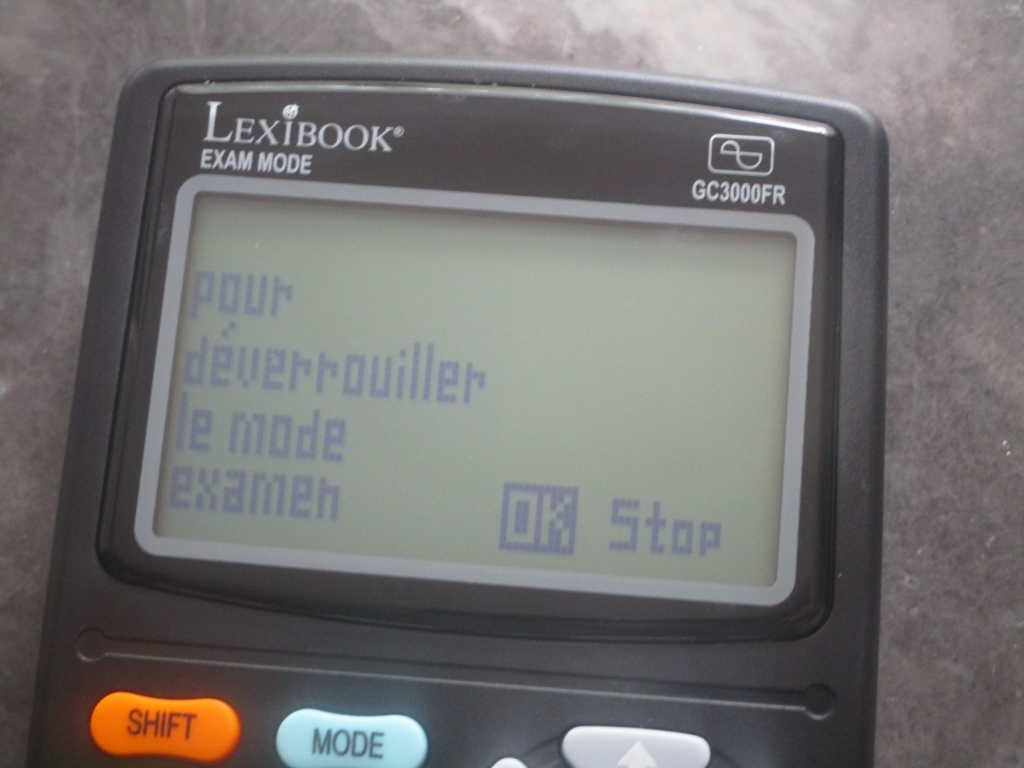 LEXIBOOK®
EXAM MODE
GC3000FR
pour
déverrouiller
le mode
examen
OK Stop
SHIFT
MODE